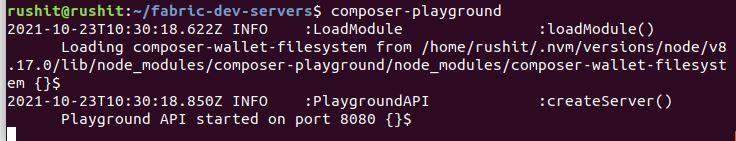 rushit@rushit:~/fabric-dev-servers$ composer-playground
2021-10-23T10:30:18.622Z INFO    :LoadModule              :loadModule()
Loading composer-wallet-filesystem from /home/rushit/.nvm/versions/node/v8
.17.0/lib/node_modules/composer-playground/node_modules/composer-wallet-filesyst
em {}$
2021-10-23T10:30:18.850Z INFO    :PlaygroundAPI           :createServer()
Playground API started on port 8080 {}$